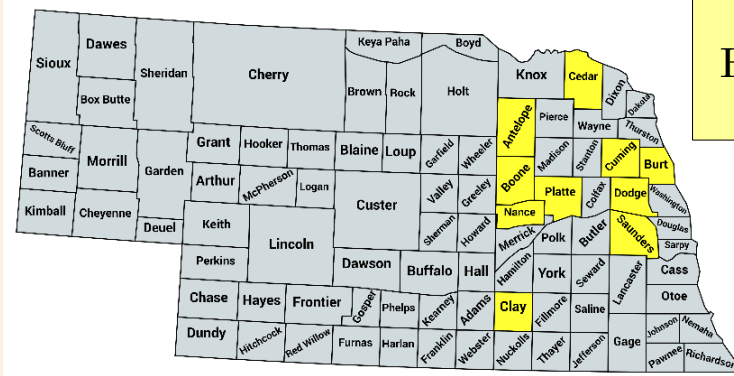 Keya Paha
Boyd
Sioux
Dawes
Sheridan
Cherry
Brown
Rock
Holt
Knox
Cedar
Dixon
Dakota
Box Butte
Antelope
Pierce
Wayne
Thurston
Scotts Bluff
Morrill
Garden
Grant
Hooker
Thomas
Blaine
Loup
Garfield
Wheeler
Madison
Stanton
Cuming
Burt
Banner
Arthur
McPherson
Logan
Custer
Valley
Greeley
Boone
Platte
Colfax
Dodge
Washington
Kimball
Cheyenne
Deuel
Keith
Lincoln
Sherman
Howard
Nance
Merrick
Polk
Butler
Saunders
Douglas
Sarpy
Perkins
Dawson
Buffalo
Hall
Hamilton
York
Seward
Lancaster
Cass
Otoe
Chase
Hayes
Frontier
Gosper
Phelps
Kearney
Adams
Clay
Fillmore
Saline
Dundy
Hitchcock
Red Willow
Furnas
Harlan
Franklin
Webster
Nuckolls
Thayer
Jefferson
Gage
Johnson
Nemaha
Pawnee
Richardson